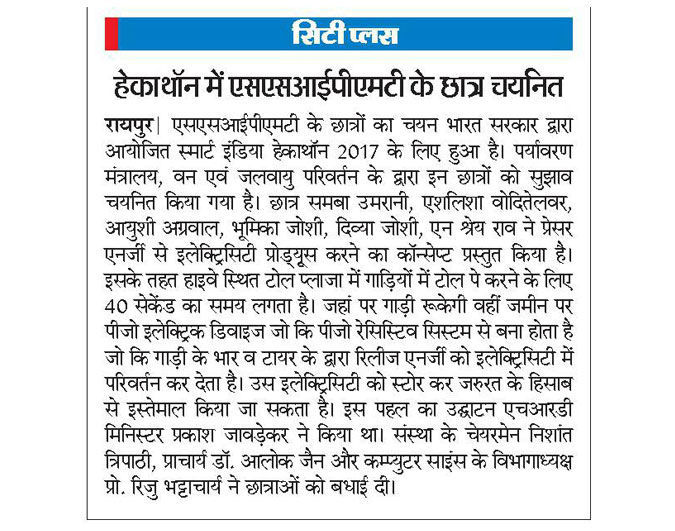 सिटी प्लस
हेकाथॉन में एसएसआईपीएमटी के छात्र चयनित
रायपुर| एसएसआईपीएमटी के छात्रों का चयन भारत सरकार द्वारा
आयोजित स्मार्ट इंडिया हेकाथॉन 2017 के लिए हुआ है। पर्यावरण
मंत्रालय, वन एवं जलवायु परिवर्तन के द्वारा इन छात्रों को सुझाव
चयनित किया गया है। छात्र समबा उमरानी, एशलिशा वोदितेलवर,
आयुशी अग्रवाल, भूमिका जोशी, दिव्या जोशी, एन श्रेय राव ने प्रेसर
एनर्जी से इलेक्ट्रिसिटी प्रोड्यूस करने का कॉन्सेप्ट प्रस्तुत किया है।
इसके तहत हाइवे स्थित टोल प्लाजा में गाड़ियों में टोल पे करने के लिए
40 सेकेंड का समय लगता है। जहां पर गाड़ी रूकेगी वहीं जमीन पर
पीजो इलेक्ट्रिक डिवाइज जो कि पीजो रेसिस्टिव सिस्टम से बना होता है
जो कि गाड़ी के भार व टायर के द्वारा रिलीज एनर्जी को इलेक्ट्रिसिटी में
परिवर्तन कर देता है। उस इलेक्ट्रिसिटी को स्टोर कर जरुरत के हिसाब
से इस्तेमाल किया जा सकता है। इस पहल का उद्घाटन एचआरडी
मिनिस्टर प्रकाश जावड़ेकर ने किया था। संस्था के चेयरमेन निशांत
त्रिपाठी, प्राचार्य डॉ. आलोक जैन और कम्प्युटर साइंस के विभागाध्यक्ष
प्रो. रिजु भट्टाचार्य ने छात्राओं को बधाई दी।